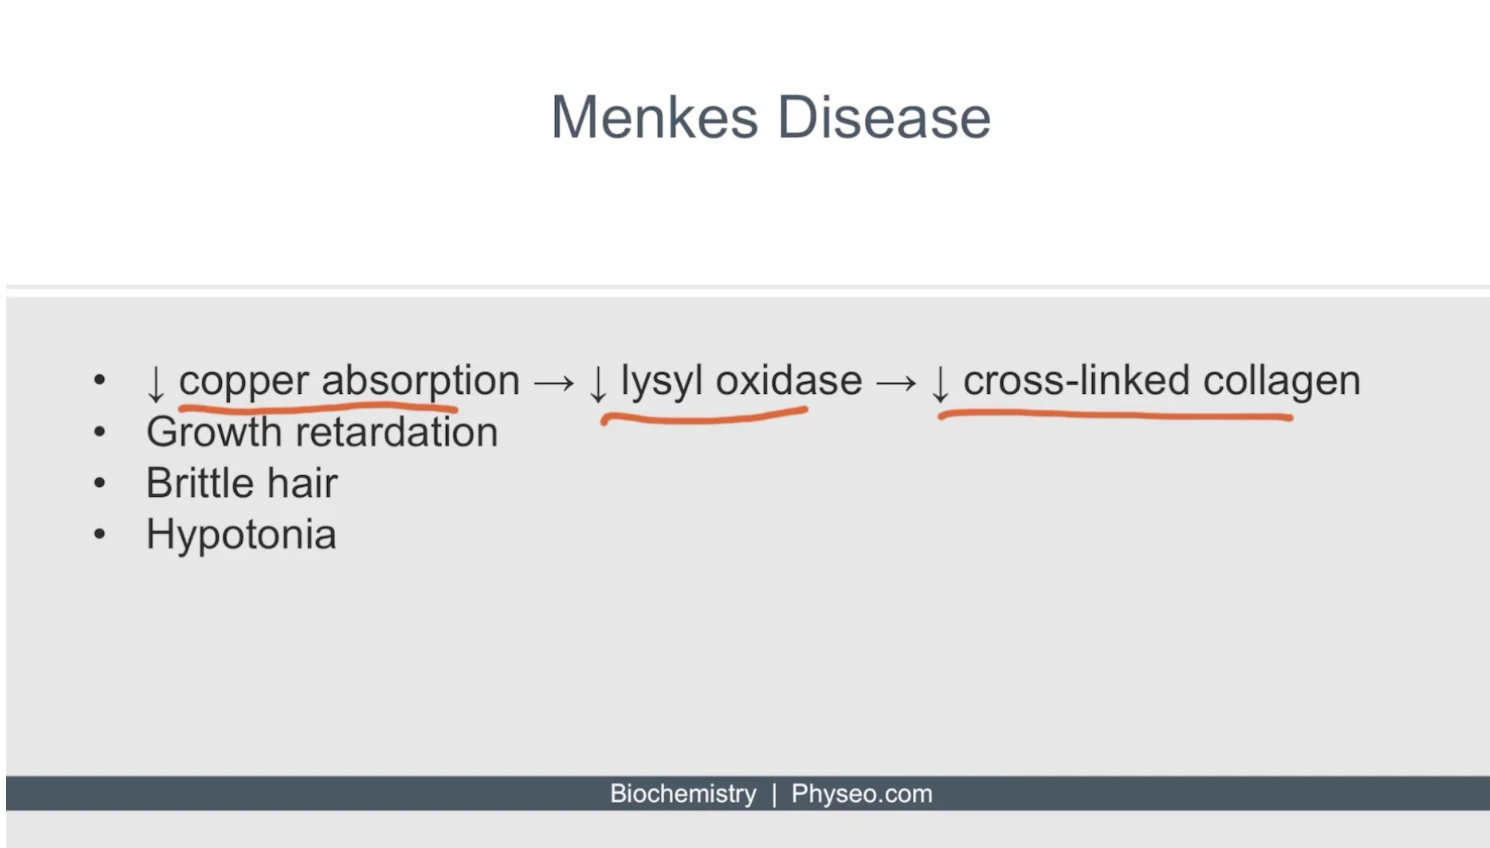 Menkes Disease
• ↓ copper absorption → ↓ lysyl oxidase → ↓ cross-linked collagen
• Growth retardation
• Brittle hair
• Hypotonia
Biochemistry | Physeo.com